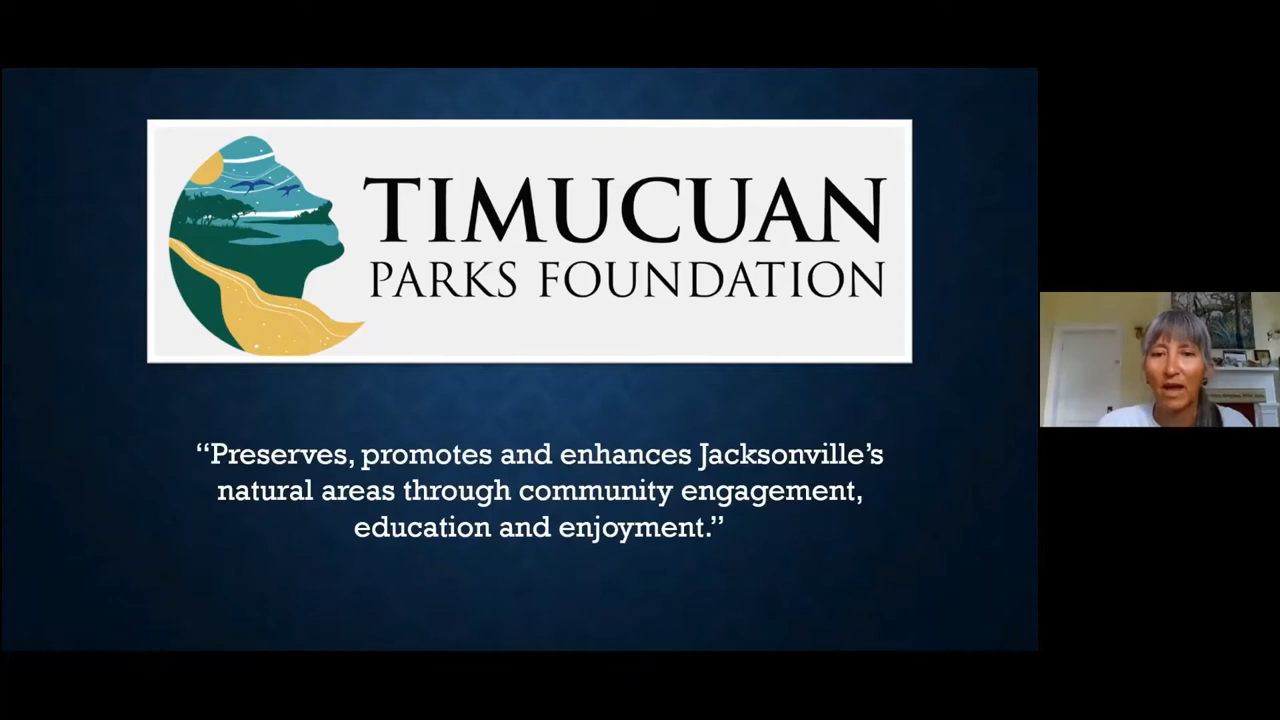 TIMUCUAN
PARKS FOUNDATION
“Preserves, promotes and enhances Jacksonville’s
natural areas through community engagement,
education and enjoyment.”